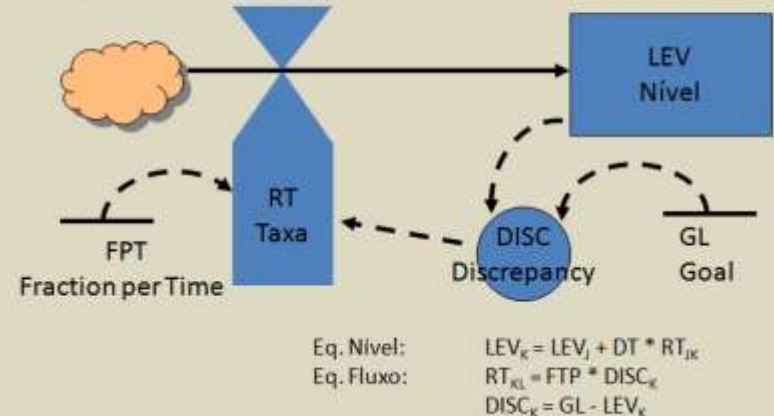 LEV
Nível
RT
Taxa
FPT
Fraction per Time
DISC
Discrepancy
GL
Goal
Eq. Nível: LEVK = LEVJ + DT * RTJK
Eq. Fluxo: RTKL = FTP * DISCK
DISCK = GL - LEVK